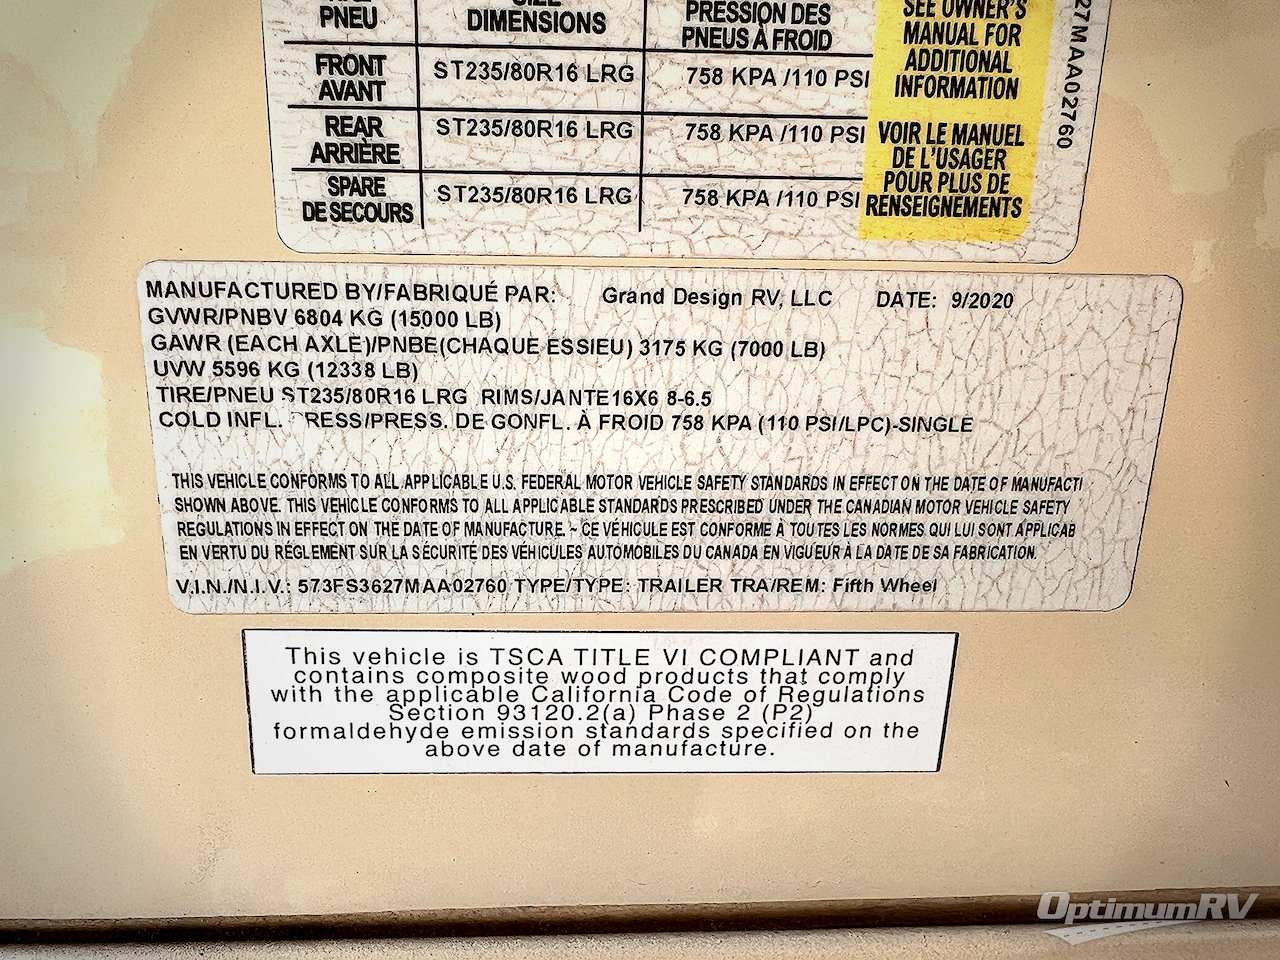 PNEU
DIMENSIONS
PRESSION DES
PNEUS À FROID
SEE OWNER'S
MANUAL FOR
ADDITIONAL
INFORMATION
VOIR LE MANUEL
DE L'USAGER
POUR PLUS DE
RENSEIGNEMENTS
27MAA02760
FRONT
AVANT
ST235/80R16 LRG
758 KPA /110 PSI
REAR
ARRIÈRE
ST235/80R16 LRG
758 KPA /110 PSI
SPARE
DE SECOURS
ST235/80R16 LRG
758 KPA /110 PSI
MANUFACTURED BY/FABRIQUÉ PAR: Grand Design RV, LLC DATE: 9/2020
GVWR/PNBV 6804 KG (15000 LB)
GAWR (EACH AXLE)/PNBE(CHAQUE ESSIEU) 3175 KG (7000 LB)
UVW 5596 KG (12338 LB)
TIRE/PNEU ST235/80R16 LRG RIMS/JANTE16X6 8-6.5
COLD INFL. RESS/PRESS. DE GONFL. À FROID 758 KPA (110 PSI/LPC)-SINGLE
THIS VEHICLE CONFORMS TO ALL APPLICABLE U.S. FEDERAL MOTOR VEHICLE SAFETY STANDARDS IN EFFECT ON THE DATE OF MANUFACT
SHOWN ABOVE. THIS VEHICLE CONFORMS TO ALL APPLICABLE STANDARDS PRESCRIBED UNDER THE CANADIAN MOTOR VEHICLE SAFETY
REGULATIONS IN EFFECT ON THE DATE OF MANUFACTURE. ~ CE VÉHICULE EST CONFORME À TOUTES LES NORMES QUI LUI SONT APPLICAB
EN VERTU DU RÈGLEMENT SUR LA SÉCURITÉ DES VÉHICULES AUTOMOBILES DU CANADA EN VIGUEUR À LA DATE DE SA FABRICATION.
V.I.N./N.I.V.: 573FS3627MAA02760 TYPE/TYPE: TRAILER TRA/REM: Fifth Wheel
This vehicle is TSCA TITLE VI COMPLIANT and
contains composite wood products that comply
with the applicable California Code of Regulations
Section 93120.2(a) Phase 2 (P2)
formaldehyde emission standards specified on the
above date of manufacture.
OptimumRV